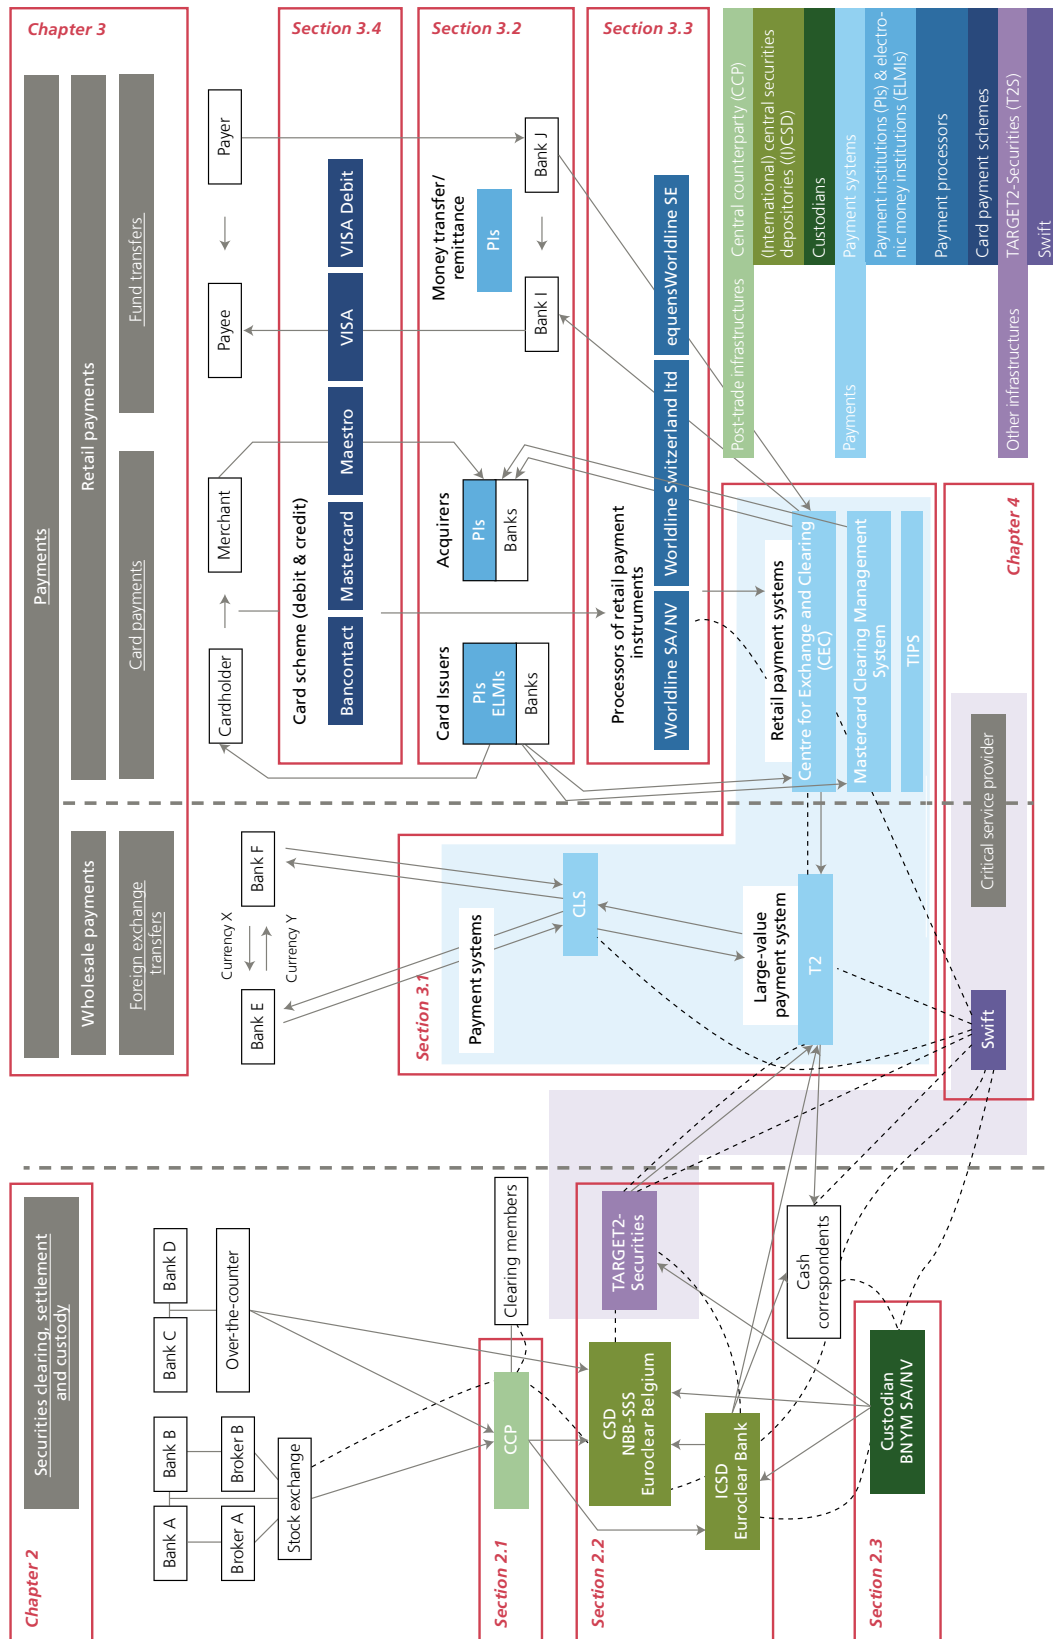 Chapter 2
Securities clearing, settlement
and custody
Bank A
Bank B
Bank C
Bank D
Broker A
Broker B
Over-the-counter
Stock exchange
Section 2.1
CCP
Clearing members
Section 2.2
CSD
NBB-SSS
Euroclear Belgium
TARGET2-
Securities
ICSD
Euroclear Bank
Cash
correspondents
Section 2.3
Custodian
BNYM SA/NV
Chapter 3
Payments
Wholesale payments
Retail payments
Foreign exchange
transfers
Card payments
Fund transfers
Bank E
Currency X
Currency Y
Bank F
Cardholder
Merchant
Payee
Payer
Section 3.4
Card scheme (debit & credit)
Bancontact
Mastercard
Maestro
VISA
VISA Debit
Section 3.2
Card Issuers
PIs
ELMIs
Banks
Acquirers
PIs
Banks
Money transfer/
remittance
PIs
Bank I
Bank J
Section 3.3
Processors of retail payment
instruments
Worldline SA/NV
Worldline Switzerland ltd
equensWorldline SE
Section 3.1
Payment systems
CLS
Large-value
payment system
T2
Retail payment systems
Centre for Exchange and Clearing
(CEC)
Mastercard Clearing Management
System
TIPS
Chapter 4
Swift
Critical service provider
Post-trade infrastructures
Central counterparty (CCP)
(International) central securities
depositories ((I)CSD)
Custodians
Payments
Payment systems
Payment institutions (PIs) & electro-
nic money institutions (ELMIs)
Payment processors
Card payment schemes
Other infrastructures
TARGET2-Securities (T2S)
Swift